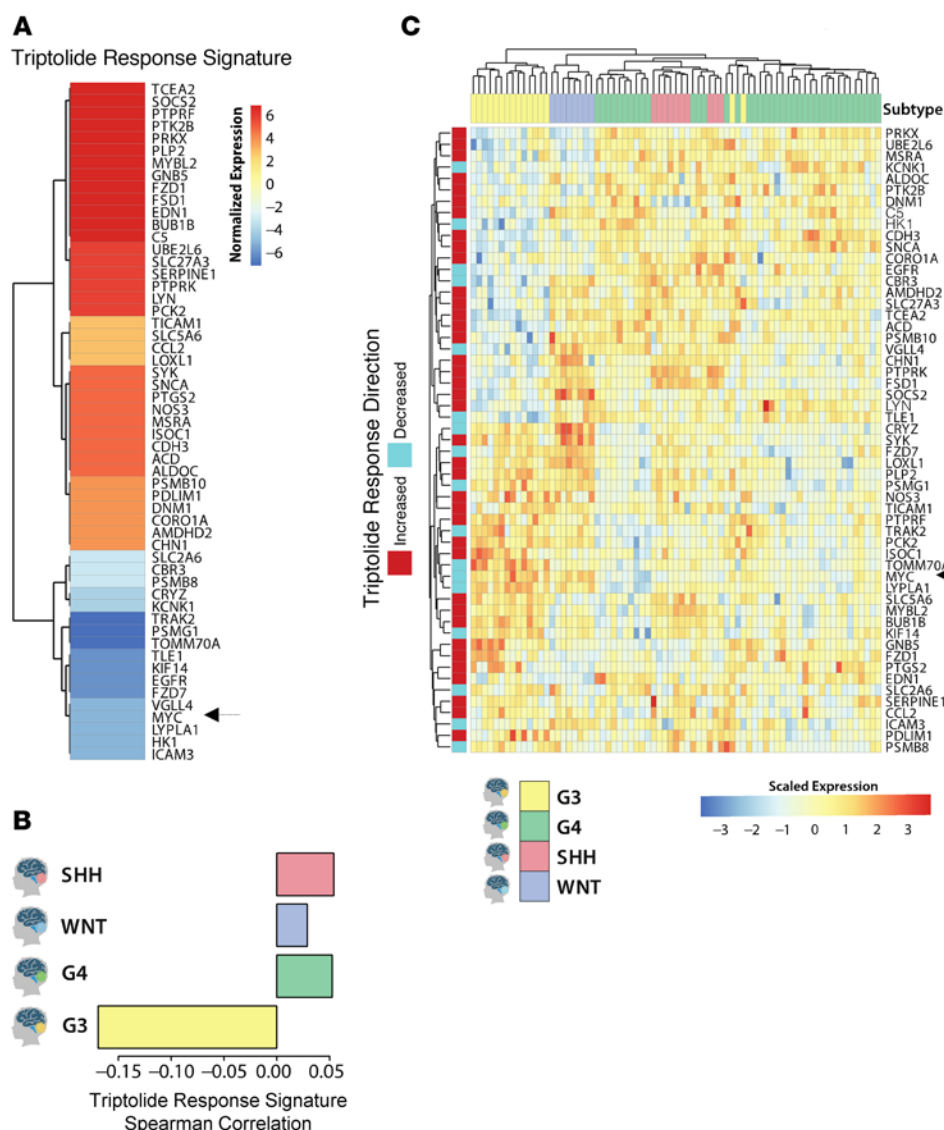 A
Triptolide Response Signature
TCEA2
SOCS2
PTPRF
PTK2B
PRKX
PLP2
MYBL2
GNB5
FZD1
FSD1
EDN1
BUB1B
C5
UBE2L6
SLC27A3
SERPINE1
PTPRK
LYN
PCK2
TICAM1
SLC5A6
CCL2
LOXL1
SYK
SNCA
PTGS2
NOS3
MSRA
ISOC1
CDH3
ACD
ALDOC
PSMB10
PDLIM1
DNM1
CORO1A
AMDHD2
CHN1
SLC2A6
CBR3
PSMB8
CRYZ
KCNK1
TRAK2
PSMG1
TOMM70A
TLE1
KIF14
EGFR
FZD7
VGLL4
MYC
LYPLA1
HK1
ICAM3
Normalized Expression
6
4
2
0
−2
−4
−6
B
SHH
WNT
G4
G3
−0.15 −0.10 −0.05 0.00 0.05
Triptolide Response Signature
Spearman Correlation
C
Subtype
Triptolide Response Direction
Increased Decreased
PRKX
UBE2L6
MSRA
KCNK1
ALDOC
PTK2B
DNM1
C5
HK1
CDH3
SNCA
CORO1A
EGFR
CBR3
AMDHD2
SLC27A3
TCEA2
ACD
PSMB10
VGLL4
CHN1
PTPRK
FSD1
SOCS2
LYN
TLE1
CRYZ
SYK
FZD7
LOXL1
PLP2
PSMG1
NOS3
TICAM1
PTPRF
TRAK2
PCK2
ISOC1
TOMM70A
MYC
LYPLA1
SLC5A6
MYBL2
BUB1B
KIF14
GNB5
FZD1
PTGS2
EDN1
SLC2A6
SERPINE1
CCL2
ICAM3
PDLIM1
PSMB8
G3
G4
SHH
WNT
Scaled Expression
−3 −2 −1 0 1 2 3